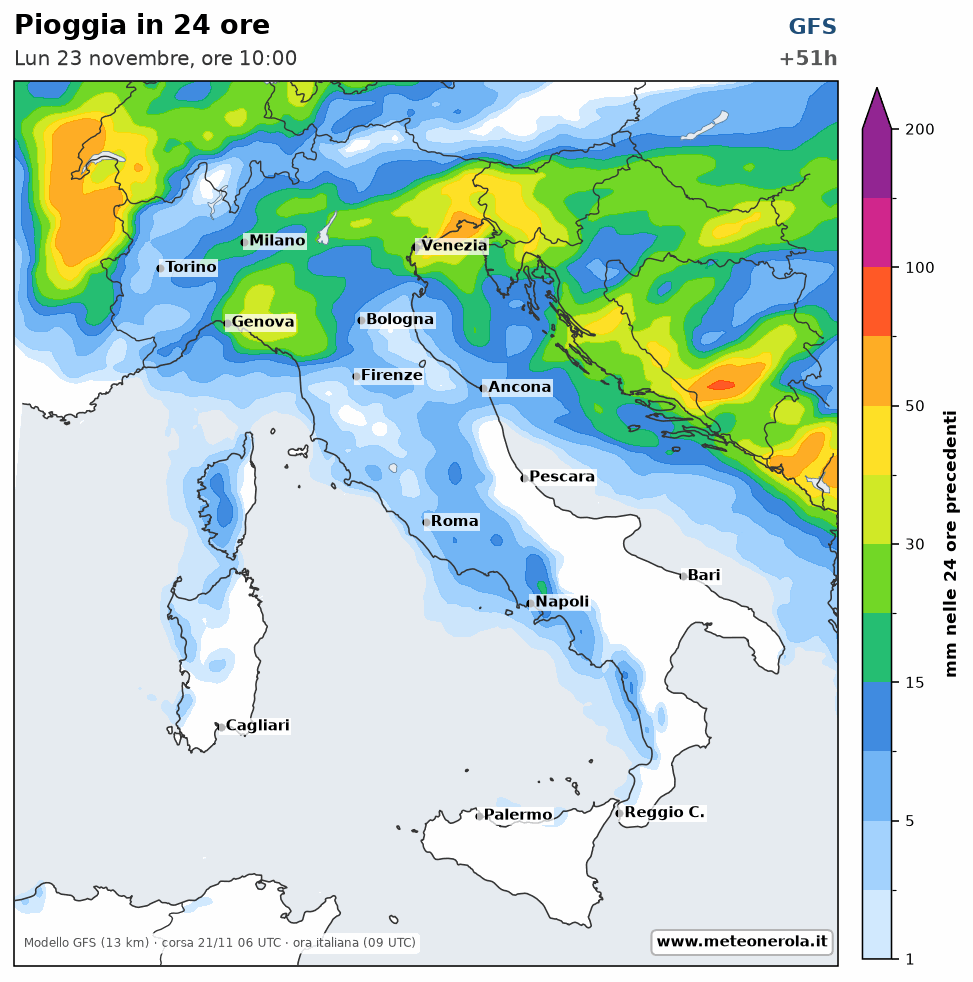 Pioggia in 24 ore
GFS
Lun 23 novembre, ore 10:00
+51h
Milano
Venezia
Torino
Genova
Bologna
Firenze
Ancona
Pescara
Roma
Bari
Napoli
Cagliari
Palermo
Reggio C.
200
100
50
30
15
5
1
mm nelle 24 ore precedenti
Modello GFS (13 km) · corsa 21/11 06 UTC · ora italiana (09 UTC)
www.meteonerola.it